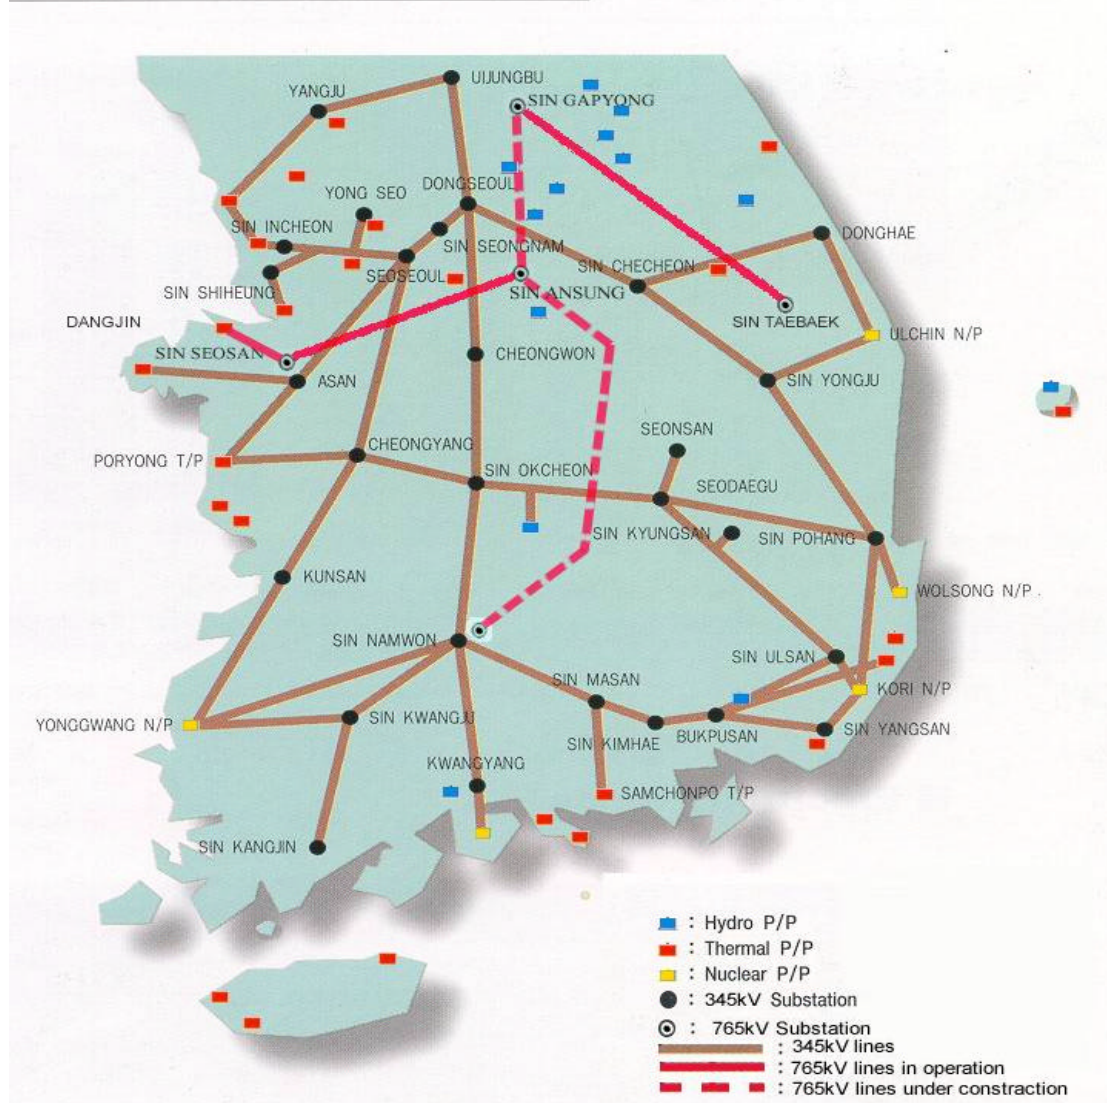 UIJUNGBU
YANGJU
SIN GAPYONG
YONG SEO
DONGSEOUL
SIN INCHEON
DONGHAE
SIN SEONGNAM
SIN CHECHEON
SEOSEOUL
SIN SHIHEUNG
SIN ANSUNG
DANGJIN
SIN TAEBAEK
ULCHIN N/P
SIN SEOSAN
CHEONGWON
ASAN
SIN YONGJU
SEONSAN
CHEONGYANG
PORYONG T/P
SIN OKCHEON
SEODAEGU
SIN KYUNGSAN
SIN POHANG
KUNSAN
WOLSONG N/P .
SIN NAMWON
SIN ULSAN
SIN MASAN
KORI N/P
YONGGWANG N/P
SIN KWANGJU
SIN KIMHAE
BUKPUSAN
SIN YANGSAN
KWANGYANG
SAMCHONPO T/P
SIN KANGJIN
: Hydro P/P
: Thermal P/P
: Nuclear P/P
: 345kV Substation
: 765kV Substation
: 345kV lines
: 765kV lines in operation
: 765kV lines under constraction